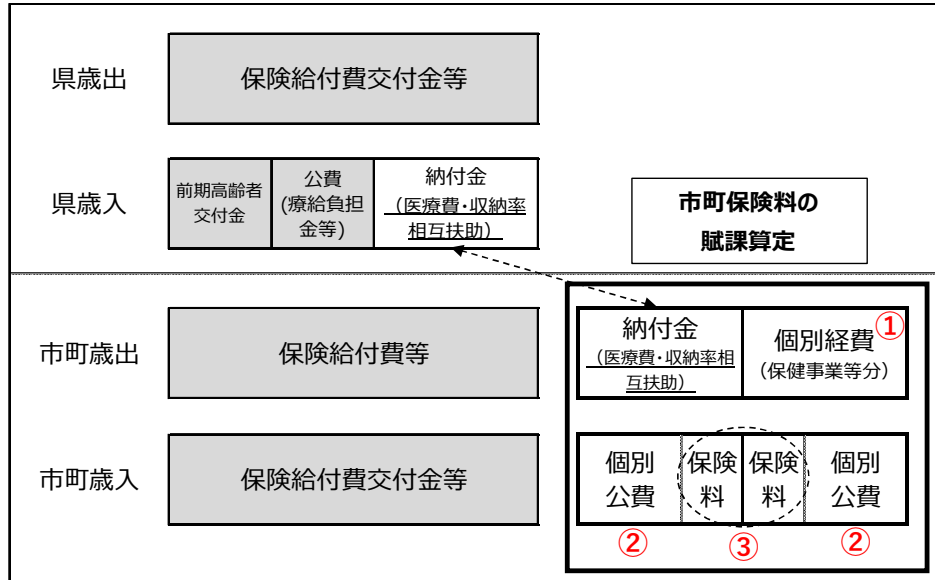 県歳出
保険給付費交付金等
県歳入
前期高齢者
交付金
公費
(療給負担
金等)
納付金
(医療費・収納率
相互扶助)
市町保険料の
賦課算定
市町歳出
保険給付費等
納付金
(医療費・収納率相
互扶助)
個別経費
(保健事業等分)
①
市町歳入
保険給付費交付金等
個別
公費
保険
料
保険
料
個別
公費
②
③
②